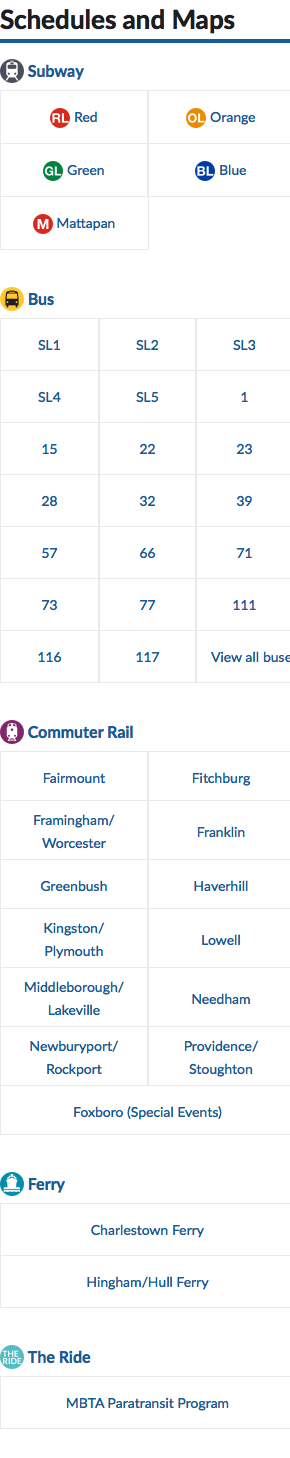 Schedules and Maps
Subway
RL Red
OL Orange
GL Green
BL Blue
M Mattapan
Bus
SL1
SL2
SL3
SL4
SL5
1
15
22
23
28
32
39
57
66
71
73
77
111
116
117
View all buse
Commuter Rail
Fairmount
Fitchburg
Framingham/
Worcester
Franklin
Greenbush
Haverhill
Kingston/
Plymouth
Lowell
Middleborough/
Lakeville
Needham
Newburyport/
Rockport
Providence/
Stoughton
Foxboro (Special Events)
Ferry
Charlestown Ferry
Hingham/Hull Ferry
THE
RIDE
The Ride
MBTA Paratransit Program